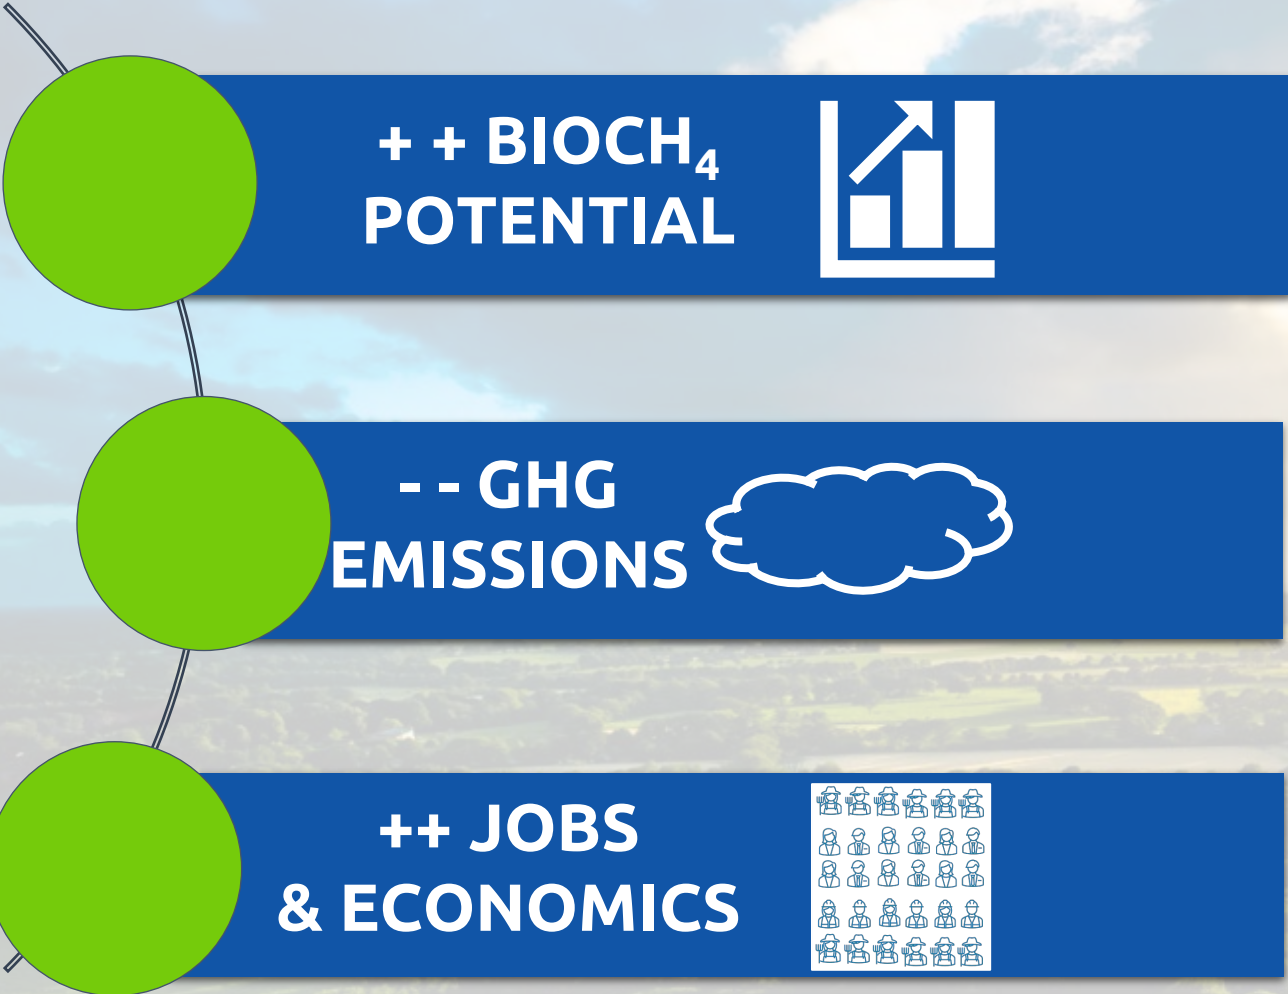 + + BIOCH₄
POTENTIAL
- - GHG
EMISSIONS
++ JOBS
& ECONOMICS